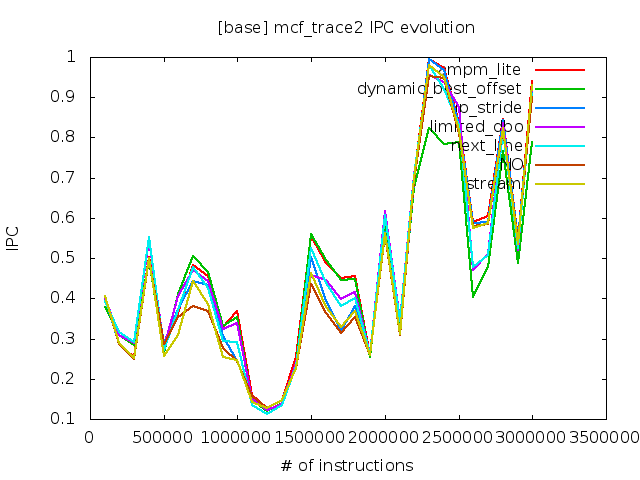 [base] mcf_trace2 IPC evolution
1
0.9
0.8
0.7
0.6
0.5
0.4
0.3
0.2
0.1
IPC
mpm_lite
dynamic_best_offset
ip_stride
limited_obo
next_line
stream
0 500000 1000000 1500000 2000000 2500000 3000000 3500000
# of instructions